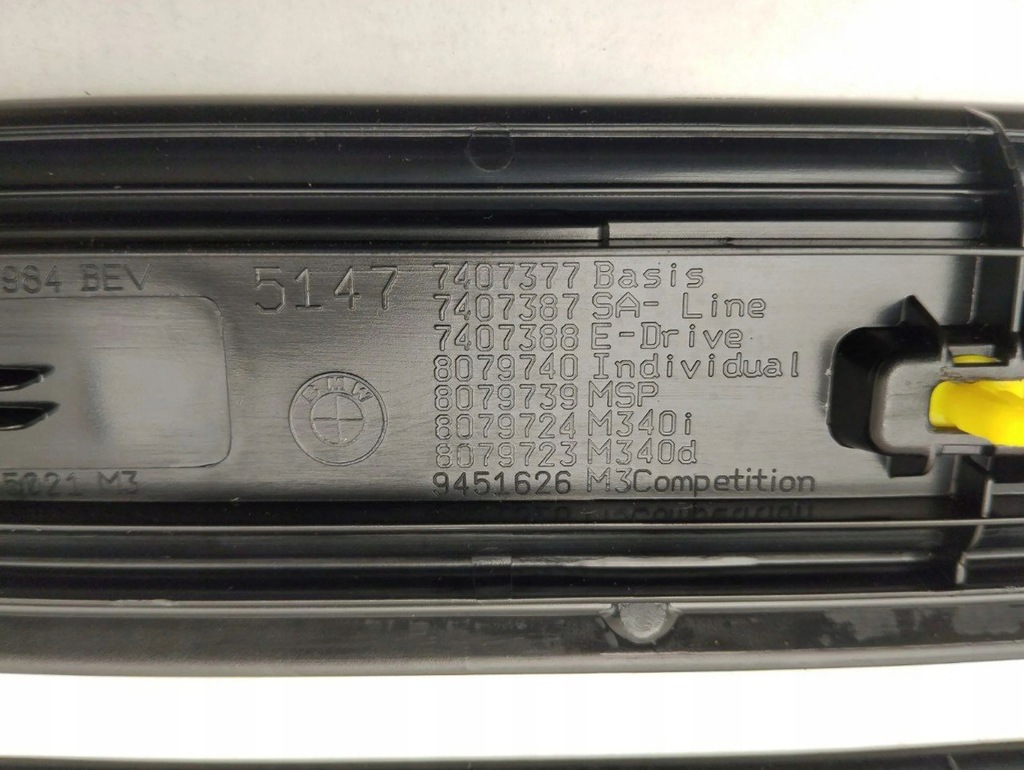 984 BEV
5147
7407377 Basis
7407387 SA- Line
7407388 E-Drive
8079740 Individual
8079739 MSP
8079724 M340i
8079723 M340d
9451626 M3Competition
BMW
5021 M3